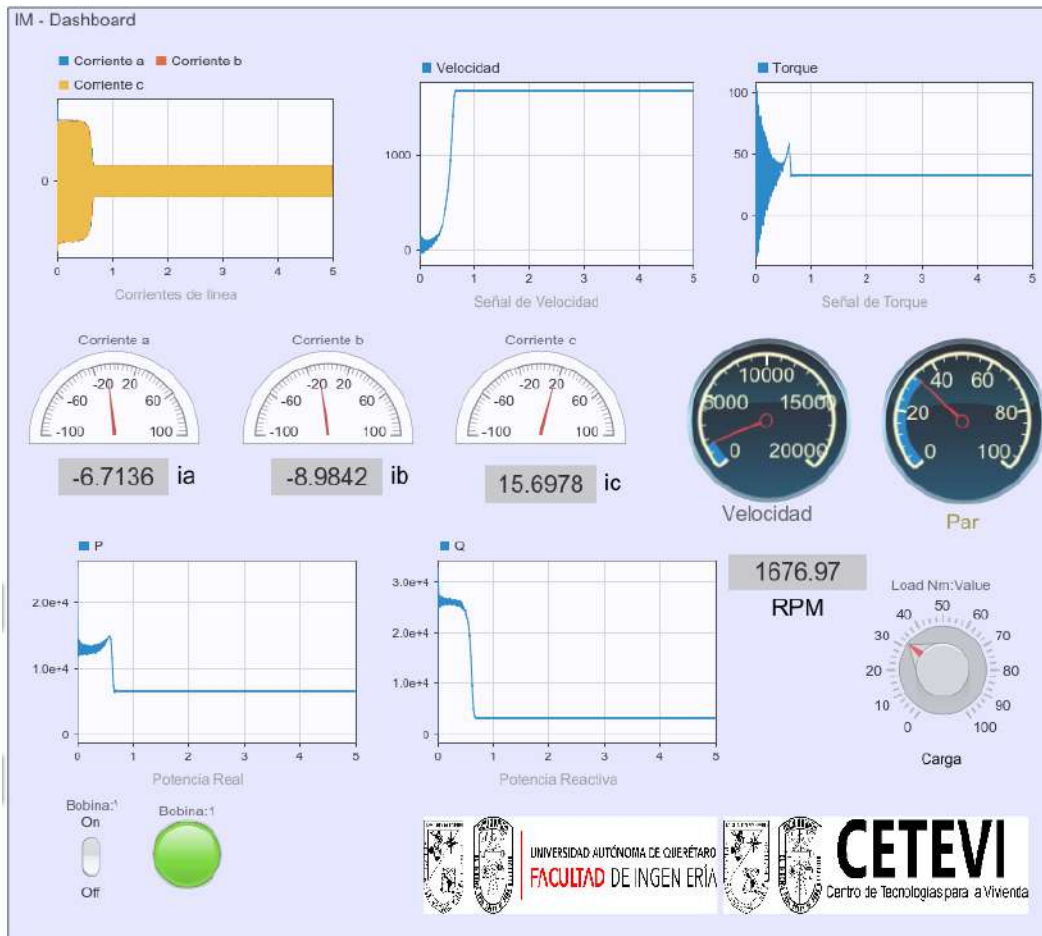 IM - Dashboard
Corriente a Corriente b
Corriente c
0
0 1 2 3 4 5
Corrientes de línea
Velocidad
1000
0
0 1 2 3 4 5
Señal de Velocidad
Torque
100
50
0
0 1 2 3 4 5
Señal de Torque
Corriente a
-100 -60 -20 20 60 100
-6.7136 ia
Corriente b
-100 -60 -20 20 60 100
-8.9842 ib
Corriente c
-100 -60 -20 20 60 100
15.6978 ic
0 5000 10000 15000 20000
Velocidad
0 20 40 60 80 100
Par
P
2.0e+4
1.0e+4
0
0 1 2 3 4 5
Potencia Real
Q
3.0e+4
2.0e+4
1.0e+4
0
0 1 2 3 4 5
Potencia Reactiva
1676.97
RPM
Load Nm:Value
0 10 20 30 40 50 60 70 80 90 100
Carga
Bobina:1
On
Off
Bobina:1
UNIVERSIDAD AUTÓNOMA DE QUERÉTARO
FACULTAD DE INGEN ERÍA
CETEVI
Centro de Tecnologías para a Vivienda